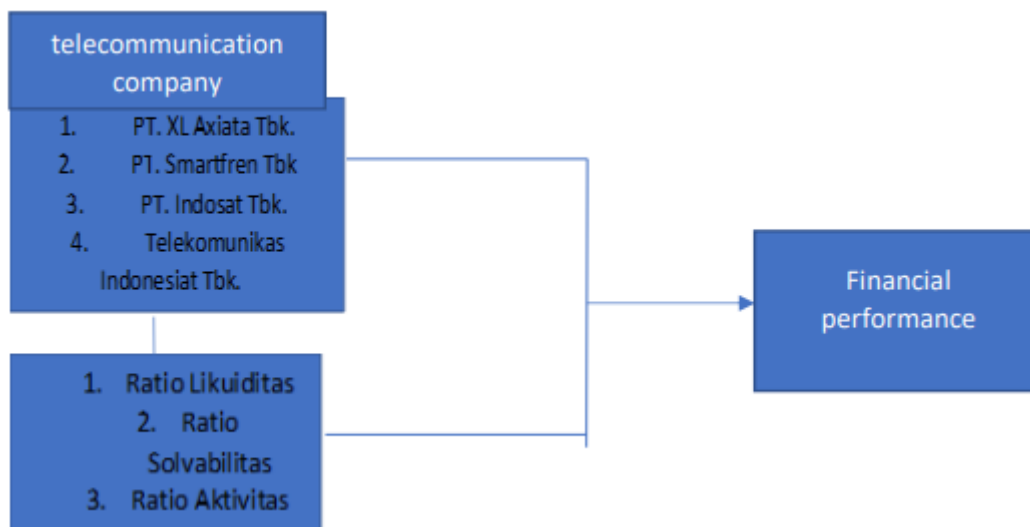 telecommunication
company
1. PT. XL Axiata Tbk.
2. PT. Smartfren Tbk
3. PT. Indosat Tbk.
4. Telekomunikas
Indonesiat Tbk.
1. Ratio Likuiditas
2. Ratio
Solvabilitas
3. Ratio Aktivitas
Financial
performance